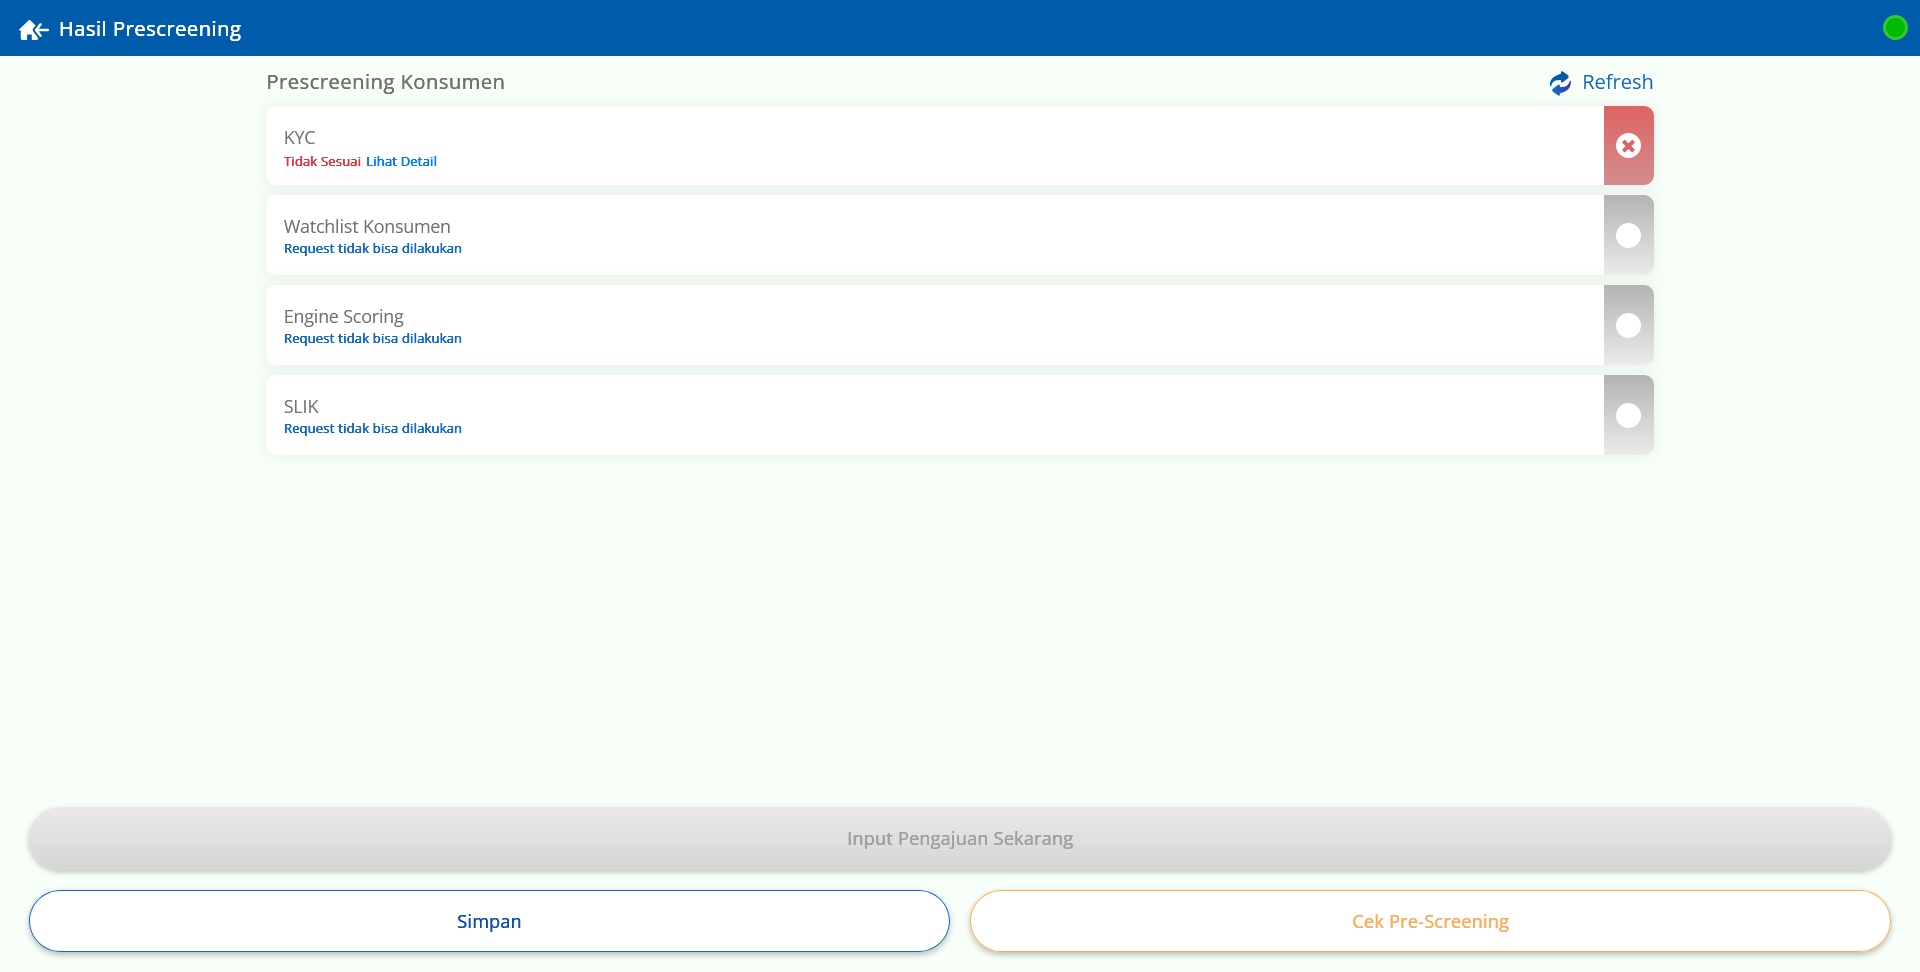 Hasil Prescreening
Prescreening Konsumen
Refresh
KYC
Tidak Sesuai Lihat Detail
Watchlist Konsumen
Request tidak bisa dilakukan
Engine Scoring
Request tidak bisa dilakukan
SLIK
Request tidak bisa dilakukan
Input Pengajuan Sekarang
Simpan
Cek Pre-Screening